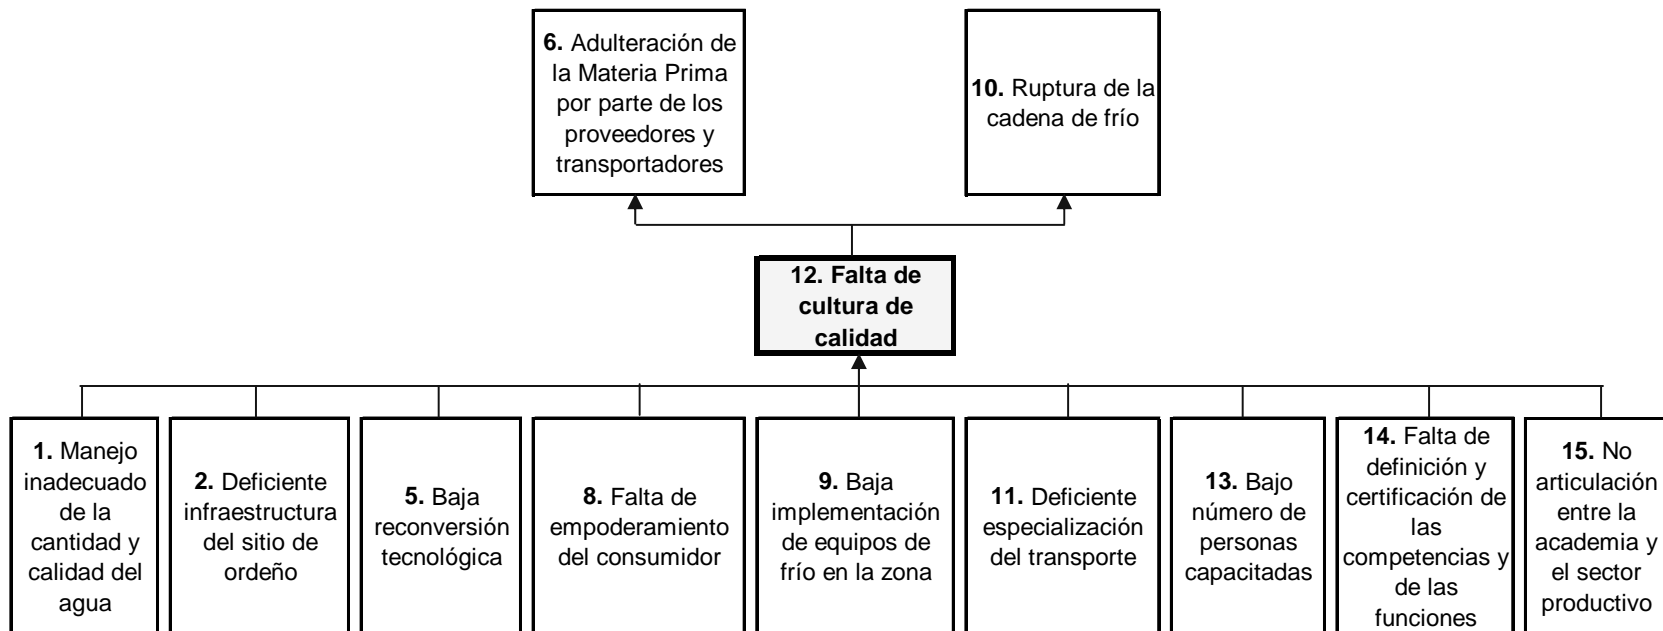 6. Adulteración de
la Materia Prima
por parte de los
proveedores y
transportadores
10. Ruptura de la
cadena de frío
12. Falta de
cultura de
calidad
1. Manejo
inadecuado
de la
cantidad y
calidad del
agua
2. Deficiente
infraestructura
del sitio de
ordeño
5. Baja
reconversión
tecnológica
8. Falta de
empoderamiento
del consumidor
9. Baja
implementación
de equipos de
frío en la zona
11. Deficiente
especialización
del transporte
13. Bajo
número de
personas
capacitadas
14. Falta de
definición y
certificación de
las
competencias y
de las
funciones
15. No
articulación
entre la
academia y
el sector
productivo